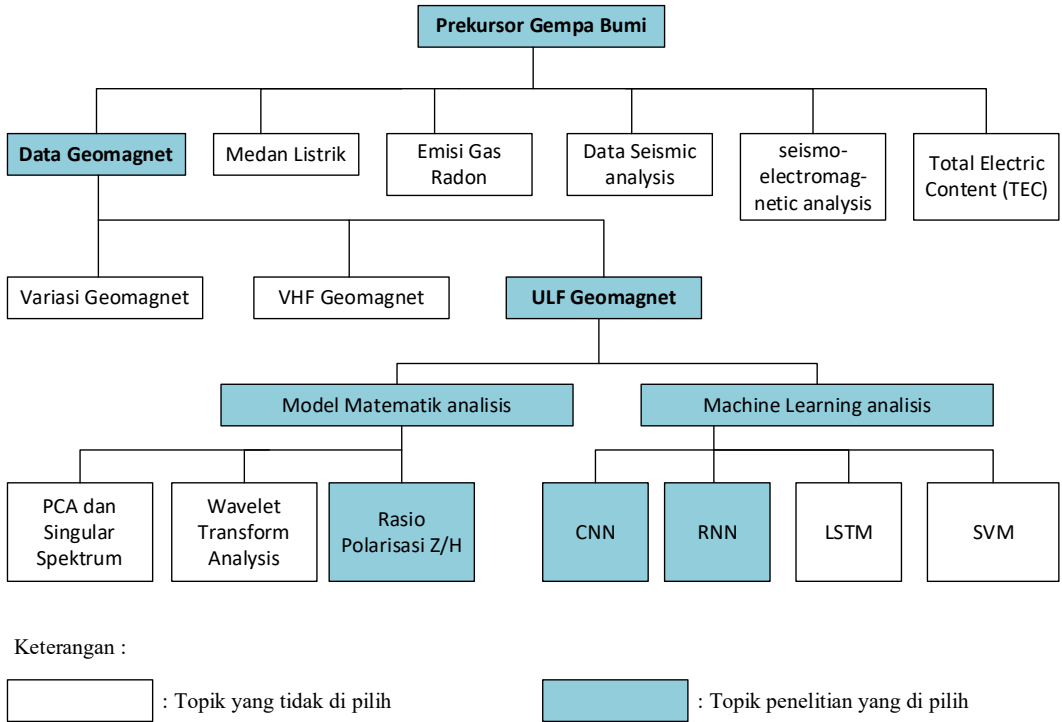 Prekursor Gempa Bumi
Data Geomagnet
Medan Listrik
Emisi Gas
Radon
Data Seismic
analysis
seismo-
electromag-
netic analysis
Total Electric
Content (TEC)
Variasi Geomagnet
VHF Geomagnet
ULF Geomagnet
Model Matematik analisis
Machine Learning analisis
PCA dan
Singular
Spektrum
Wavelet
Transform
Analysis
Rasio
Polarisasi Z/H
CNN
RNN
LSTM
SVM
Keterangan :
: Topik yang tidak di pilih
: Topik penelitian yang di pilih